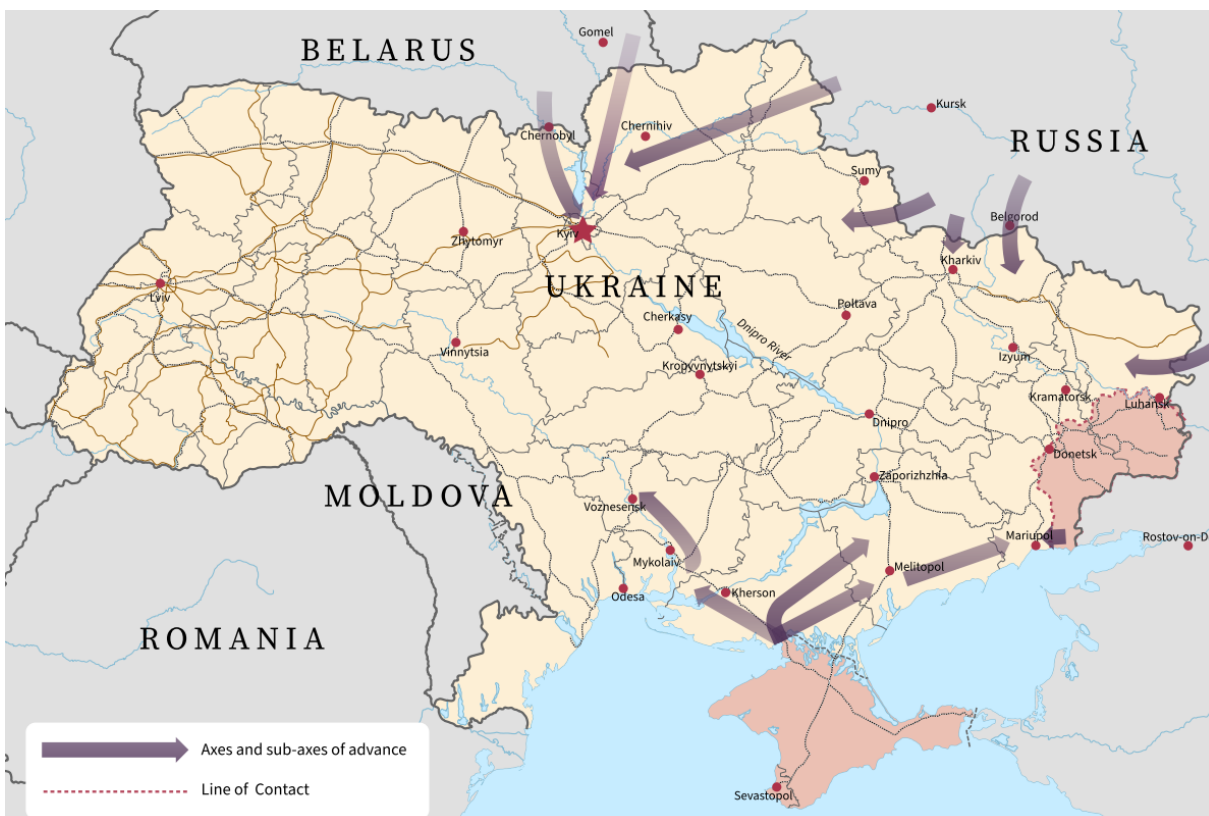 Gomel
BELARUS
Kursk
Chernobyl
Chernihiv
RUSSIA
Sumy
Belgorod
Kyiv
Zhytomyr
Kharkiv
UKRAINE
Lviv
Poltava
Cherkasy
Dnipro River
Vinnytsia
Izyum
Kropyvnytskyi
Kramatorsk
Luhansk
Dnipro
Donetsk
Zaporizhzhia
MOLDOVA
Voznesensk
Mariupol
Rostov-on-D
Mykolaiv
Melitopol
Odesa
Kherson
ROMANIA
Axes and sub-axes of advance
Line of Contact
Sevastopol